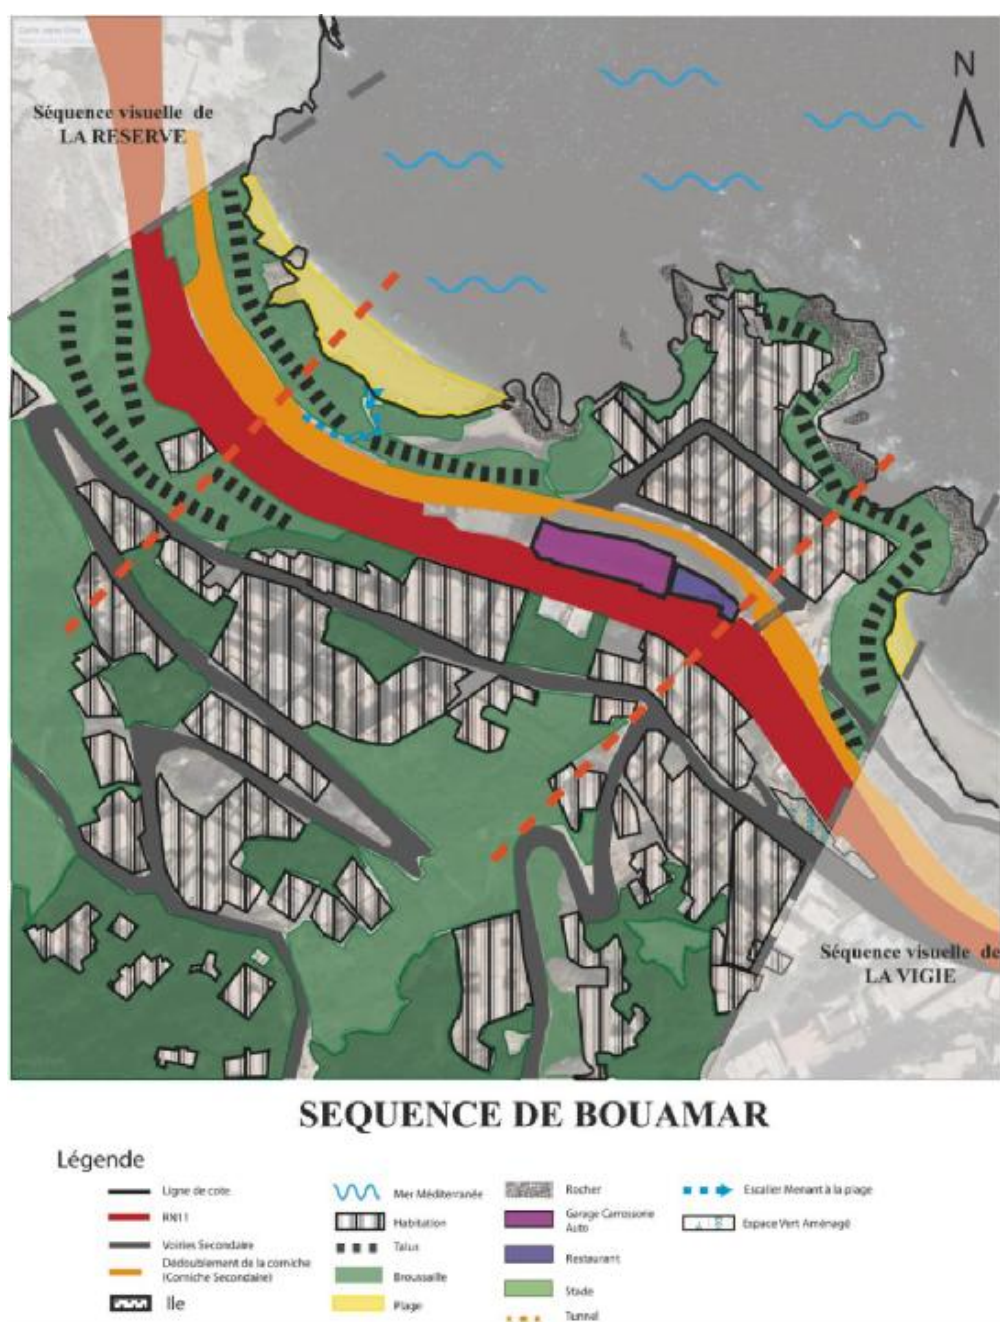 N
Séquence visuelle de
LA RESERVE
Séquence visuelle de
LA VIGIE
SEQUENCE DE BOUAMAR
Légende
Ligne de cote
RN11
Voiries Secondaire
Dédoublement de la corniche
(Corniche Secondaire)
Ile
Mer Méditerranée
Habitation
Talus
Broussaille
Plage
Rocher
Garage Carrosserie
Auto
Restaurant
Stade
Tunnel
Escalier Menant à la plage
Espace Vert Aménagé